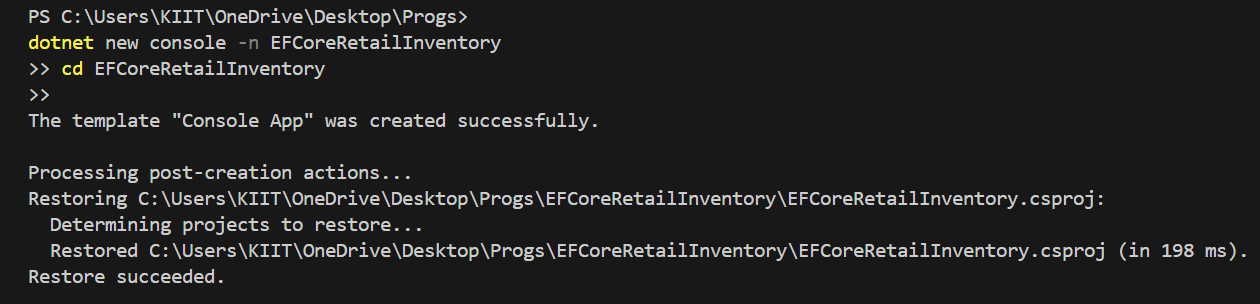 PS C:\Users\KIIT\OneDrive\Desktop\Progs>
dotnet new console -n EFCoreRetailInventory
>> cd EFCoreRetailInventory
>>
The template "Console App" was created successfully.

Processing post-creation actions...
Restoring C:\Users\KIIT\OneDrive\Desktop\Progs\EFCoreRetailInventory\EFCoreRetailInventory.csproj:
  Determining projects to restore...
  Restored C:\Users\KIIT\OneDrive\Desktop\Progs\EFCoreRetailInventory\EFCoreRetailInventory.csproj (in 198 ms).
Restore succeeded.